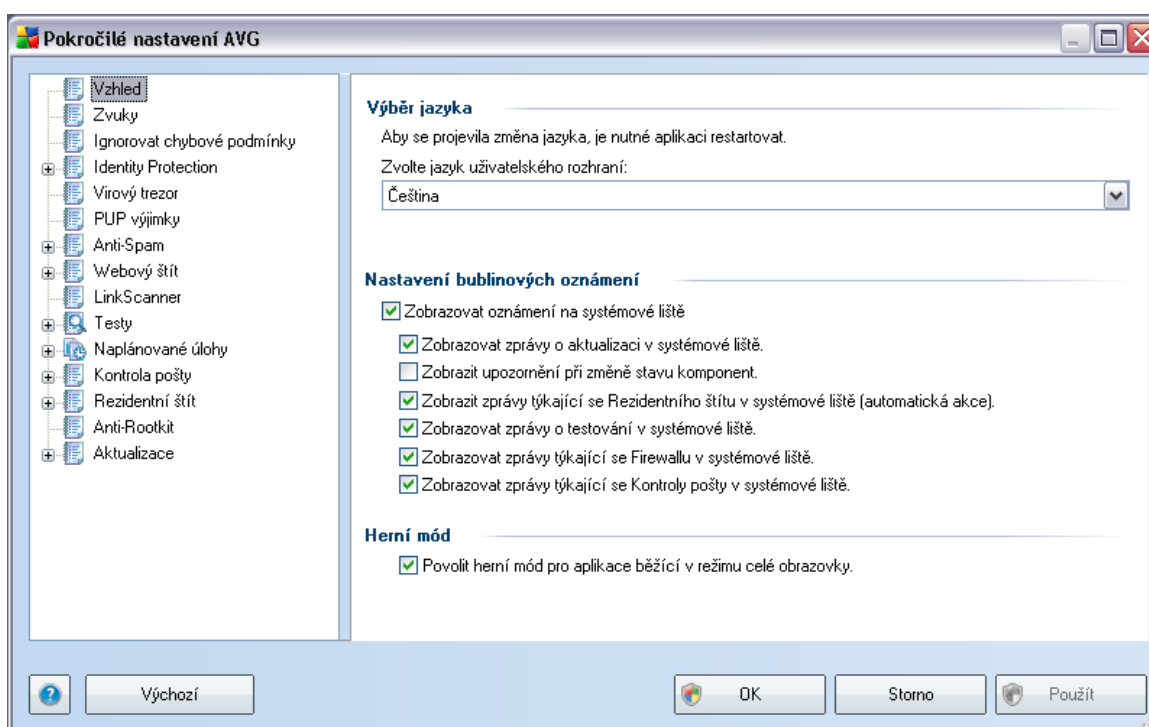 Pokročilé nastavení AVG
Vzhled
Zvuky
Ignorovat chybové podmínky
Identity Protection
Virový trezor
PUP výjimky
Anti-Spam
Webový štít
LinkScanner
Testy
Naplánované úlohy
Kontrola pošty
Rezidentní štít
Anti-Rootkit
Aktualizace
Výběr jazyka
Aby se projevila změna jazyka, je nutné aplikaci restartovat.
Zvolte jazyk uživatelského rozhraní:
Čeština
Nastavení bublinových oznámení
Zobrazovat oznámení na systémové liště
Zobrazovat zprávy o aktualizaci v systémové liště.
Zobrazit upozornění při změně stavu komponent.
Zobrazit zprávy týkající se Rezidentního štítu v systémové liště (automatická akce).
Zobrazovat zprávy o testování v systémové liště.
Zobrazovat zprávy týkající se Firewallu v systémové liště.
Zobrazovat zprávy týkající se Kontroly pošty v systémové liště.
Herní mód
Povolit herní mód pro aplikace běžící v režimu celé obrazovky.
Výchozí
OK
Storno
Použít